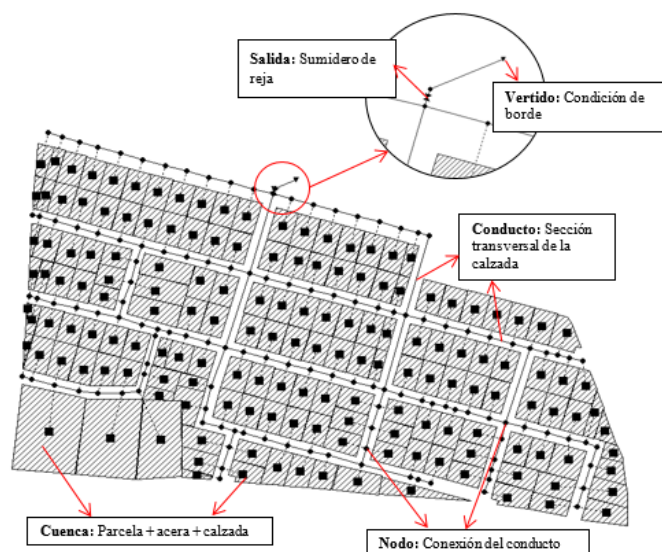 Salida: Sumidero de
reja
Vertido: Condición de
borde
Conducto: Sección
transversal de la
calzada
Cuenca: Parcela + acera + calzada
Nodo: Conexión del conducto